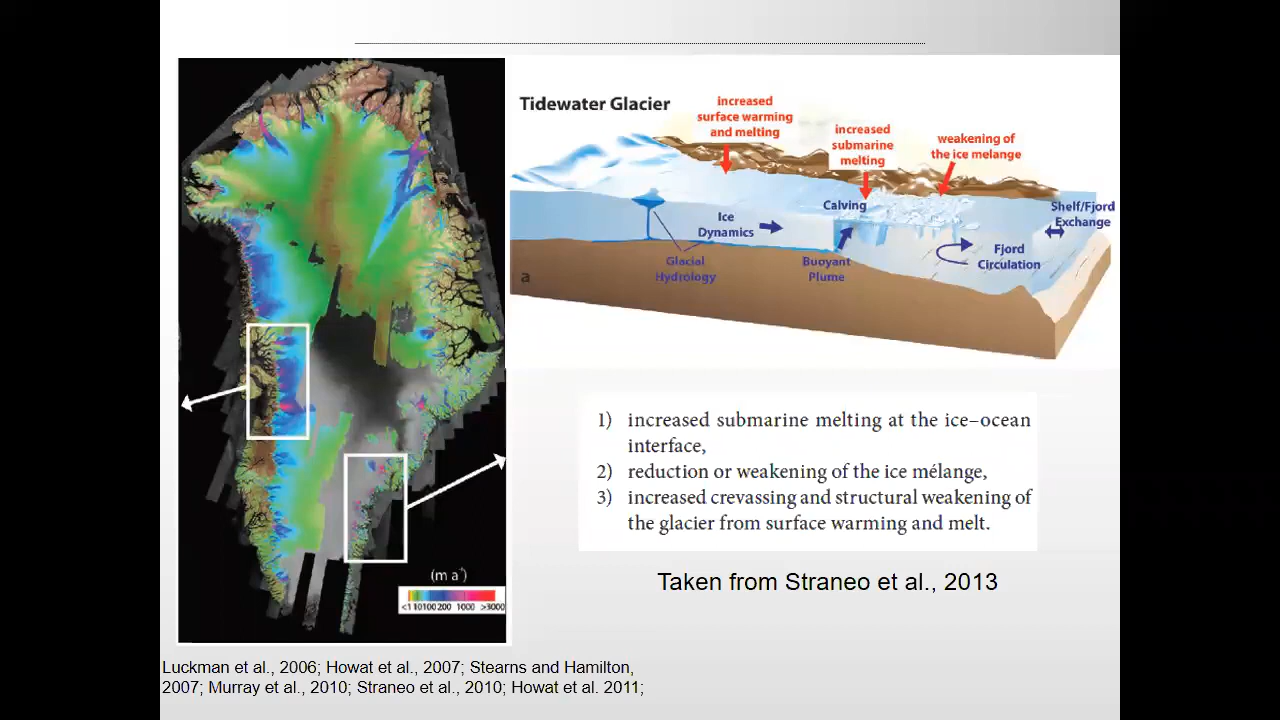 Tidewater Glacier
increased
surface warming
and melting
increased
submarine
melting
weakening of
the ice melange
Calving
Shelf/Fjord
Exchange
Ice
Dynamics
Fjord
Circulation
Glacial
Hydrology
Buoyant
Plume
a
1) increased submarine melting at the ice–ocean
interface,
2) reduction or weakening of the ice mélange,
3) increased crevassing and structural weakening of
the glacier from surface warming and melt.
(m a⁻¹)
<1 10 100 200 1000 >3000
Taken from Straneo et al., 2013
Luckman et al., 2006; Howat et al., 2007; Stearns and Hamilton,
2007; Murray et al., 2010; Straneo et al., 2010; Howat et al. 2011;